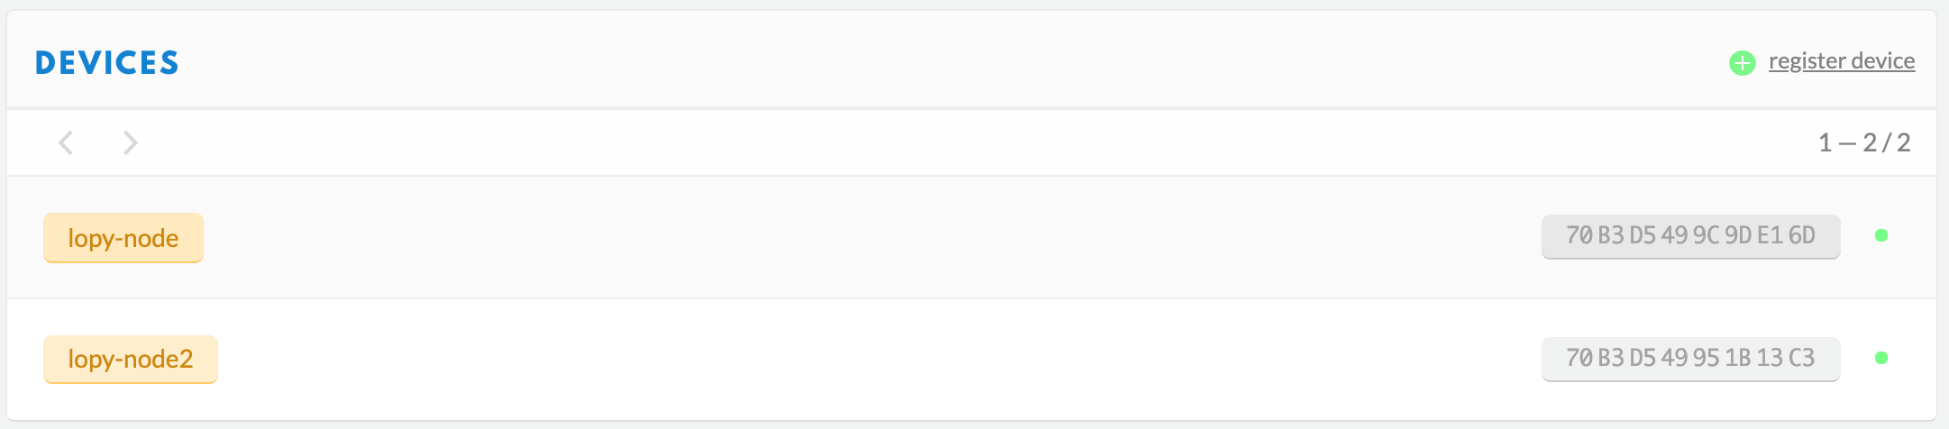 DEVICES
register device
1 — 2 / 2
lopy-node
70 B3 D5 49 9C 9D E1 6D
lopy-node2
70 B3 D5 49 95 1B 13 C3